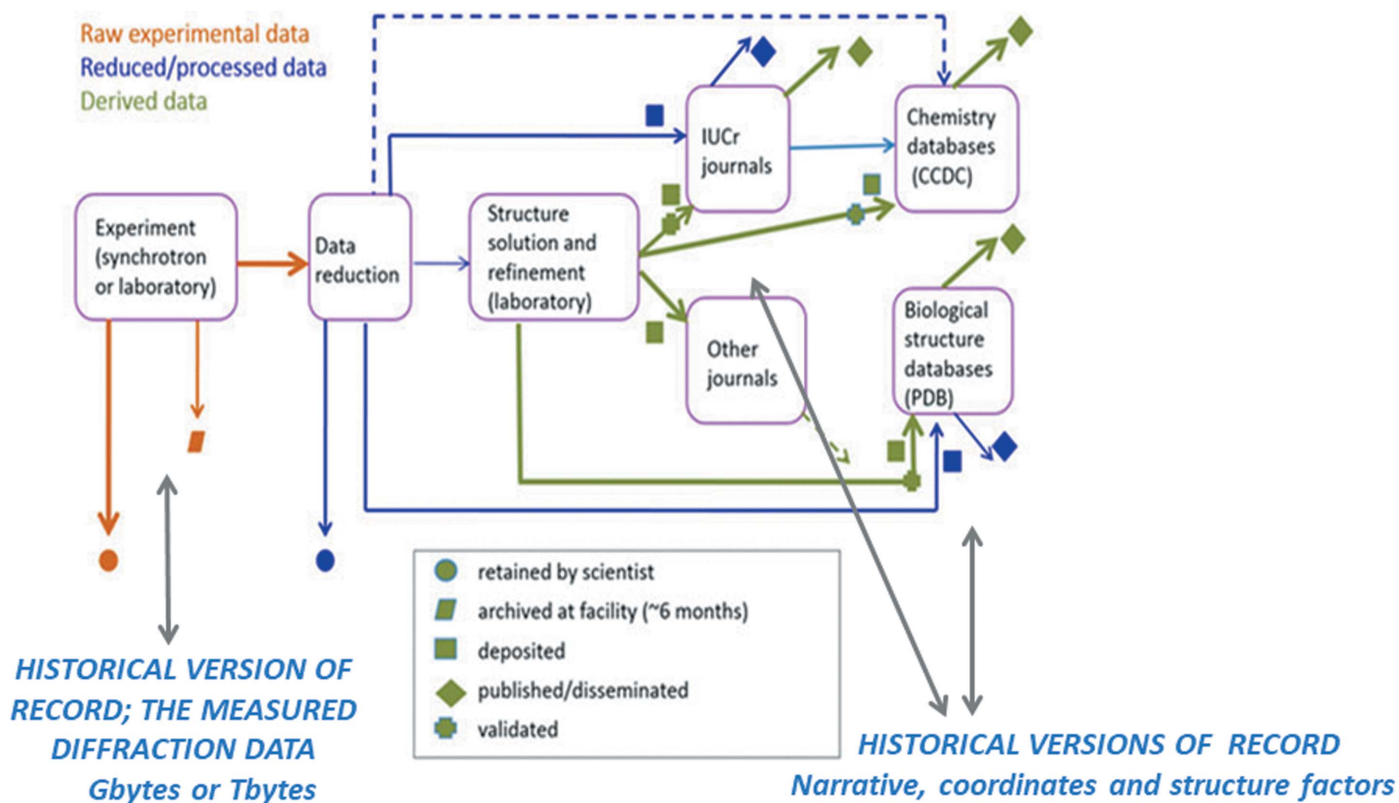 Raw experimental data
Reduced/processed data
Derived data
IUCr
journals
Chemistry
databases
(CCDC)
Experiment
(synchrotron
or laboratory)
Data
reduction
Structure
solution and
refinement
(laboratory)
Other
journals
Biological
structure
databases
(PDB)
retained by scientist
archived at facility (~6 months)
deposited
published/disseminated
validated
HISTORICAL VERSION OF
RECORD; THE MEASURED
DIFFRACTION DATA
Gbytes or Tbytes
HISTORICAL VERSIONS OF RECORD
Narrative, coordinates and structure factors